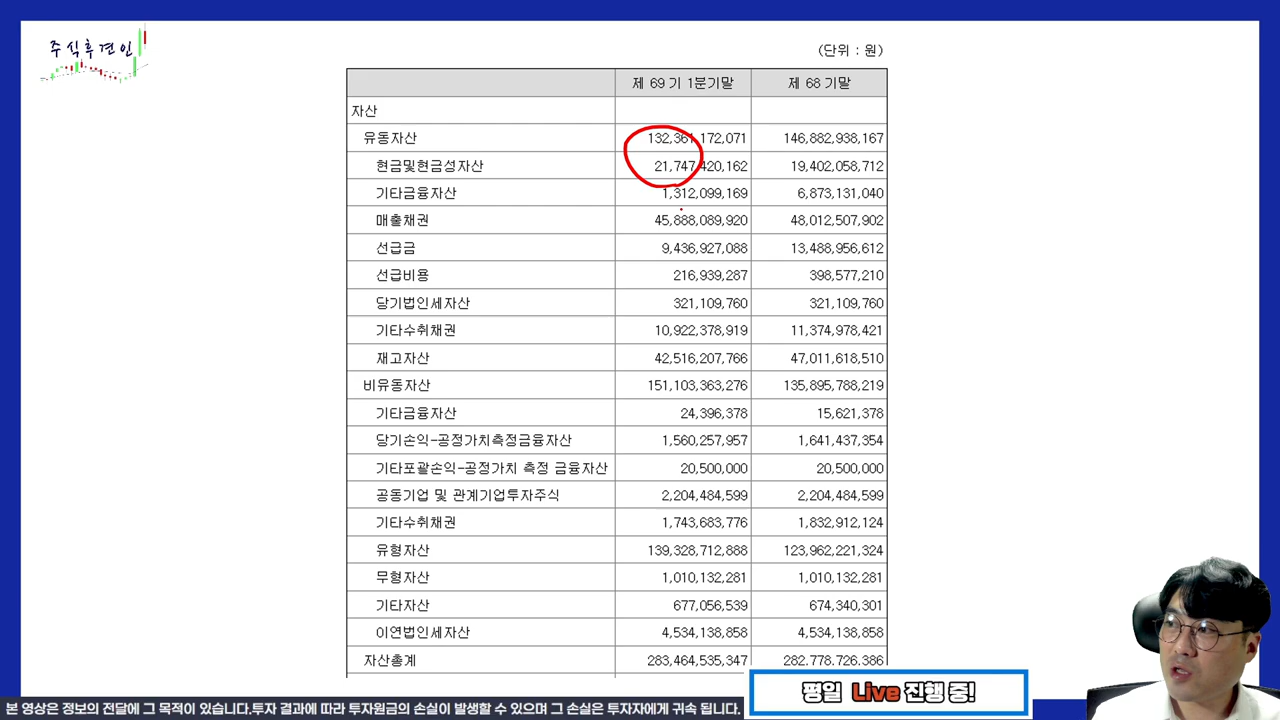 주식후견인
(단위 : 원)
제 69 기 1분기말 제 68 기말
자산
유동자산 132,361,172,071 146,882,938,167
현금및현금성자산 21,747,420,162 19,402,058,712
기타금융자산 1,312,099,169 6,873,131,040
매출채권 45,888,089,920 48,012,507,902
선급금 9,436,927,088 13,488,956,612
선급비용 216,939,287 398,577,210
당기법인세자산 321,109,760 321,109,760
기타수취채권 10,922,378,919 11,374,978,421
재고자산 42,516,207,766 47,011,618,510
비유동자산 151,103,363,276 135,895,788,219
기타금융자산 24,396,378 15,621,378
당기손익-공정가치측정금융자산 1,560,257,957 1,641,437,354
기타포괄손익-공정가치 측정 금융자산 20,500,000 20,500,000
공동기업 및 관계기업투자주식 2,204,484,599 2,204,484,599
기타수취채권 1,743,683,776 1,832,912,124
유형자산 139,328,712,888 123,962,221,324
무형자산 1,010,132,281 1,010,132,281
기타자산 677,056,539 674,340,301
이연법인세자산 4,534,138,858 4,534,138,858
자산총계 283,464,535,347 282,778,726,386
평일 Live 진행 중!
본 영상은 정보의 전달에 그 목적이 있습니다.투자 결과에 따라 투자원금의 손실이 발생할 수 있으며 그 손실은 투자자에게 귀속 됩니다.